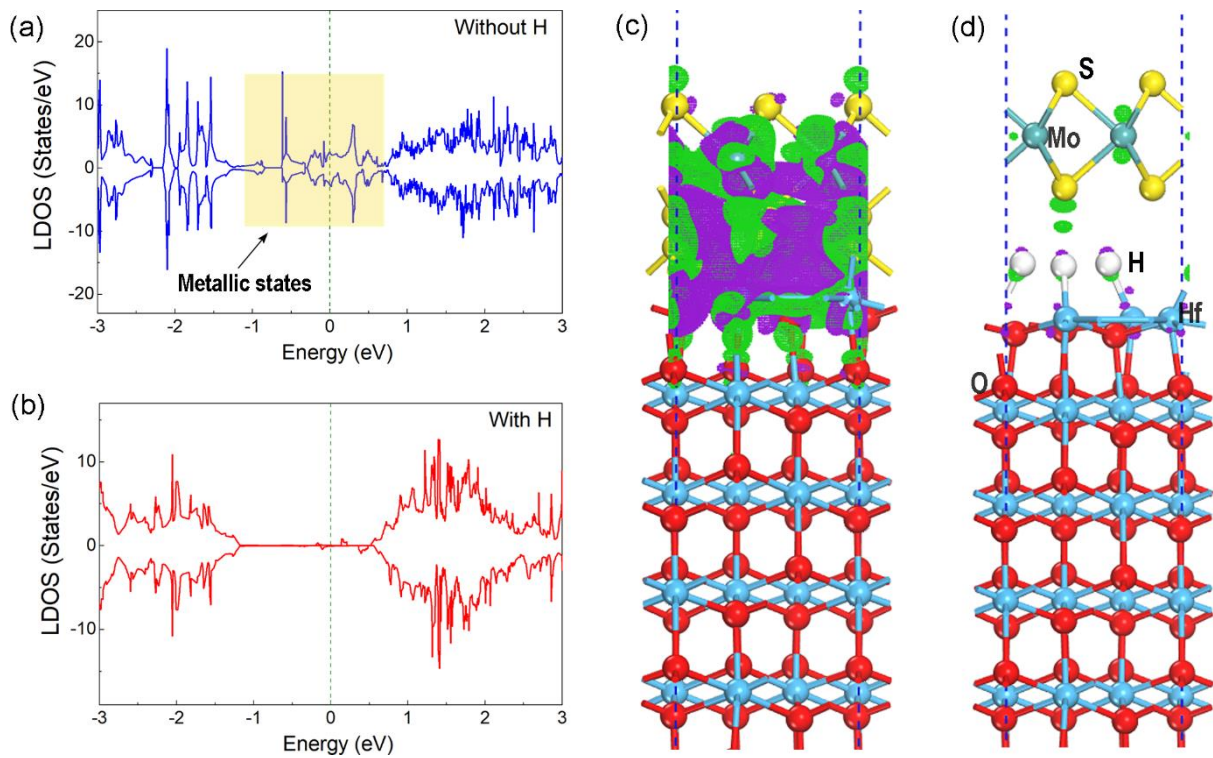 (a)
Without H
LDOS (States/eV)
20
10
0
-10
-20
Metallic states
-3
-2
-1
0
1
2
3
Energy (eV)
(b)
With H
LDOS (States/eV)
10
0
-10
-3
-2
-1
0
1
2
3
Energy (eV)
(c)
(d)
S
Mo
H
Hf
O